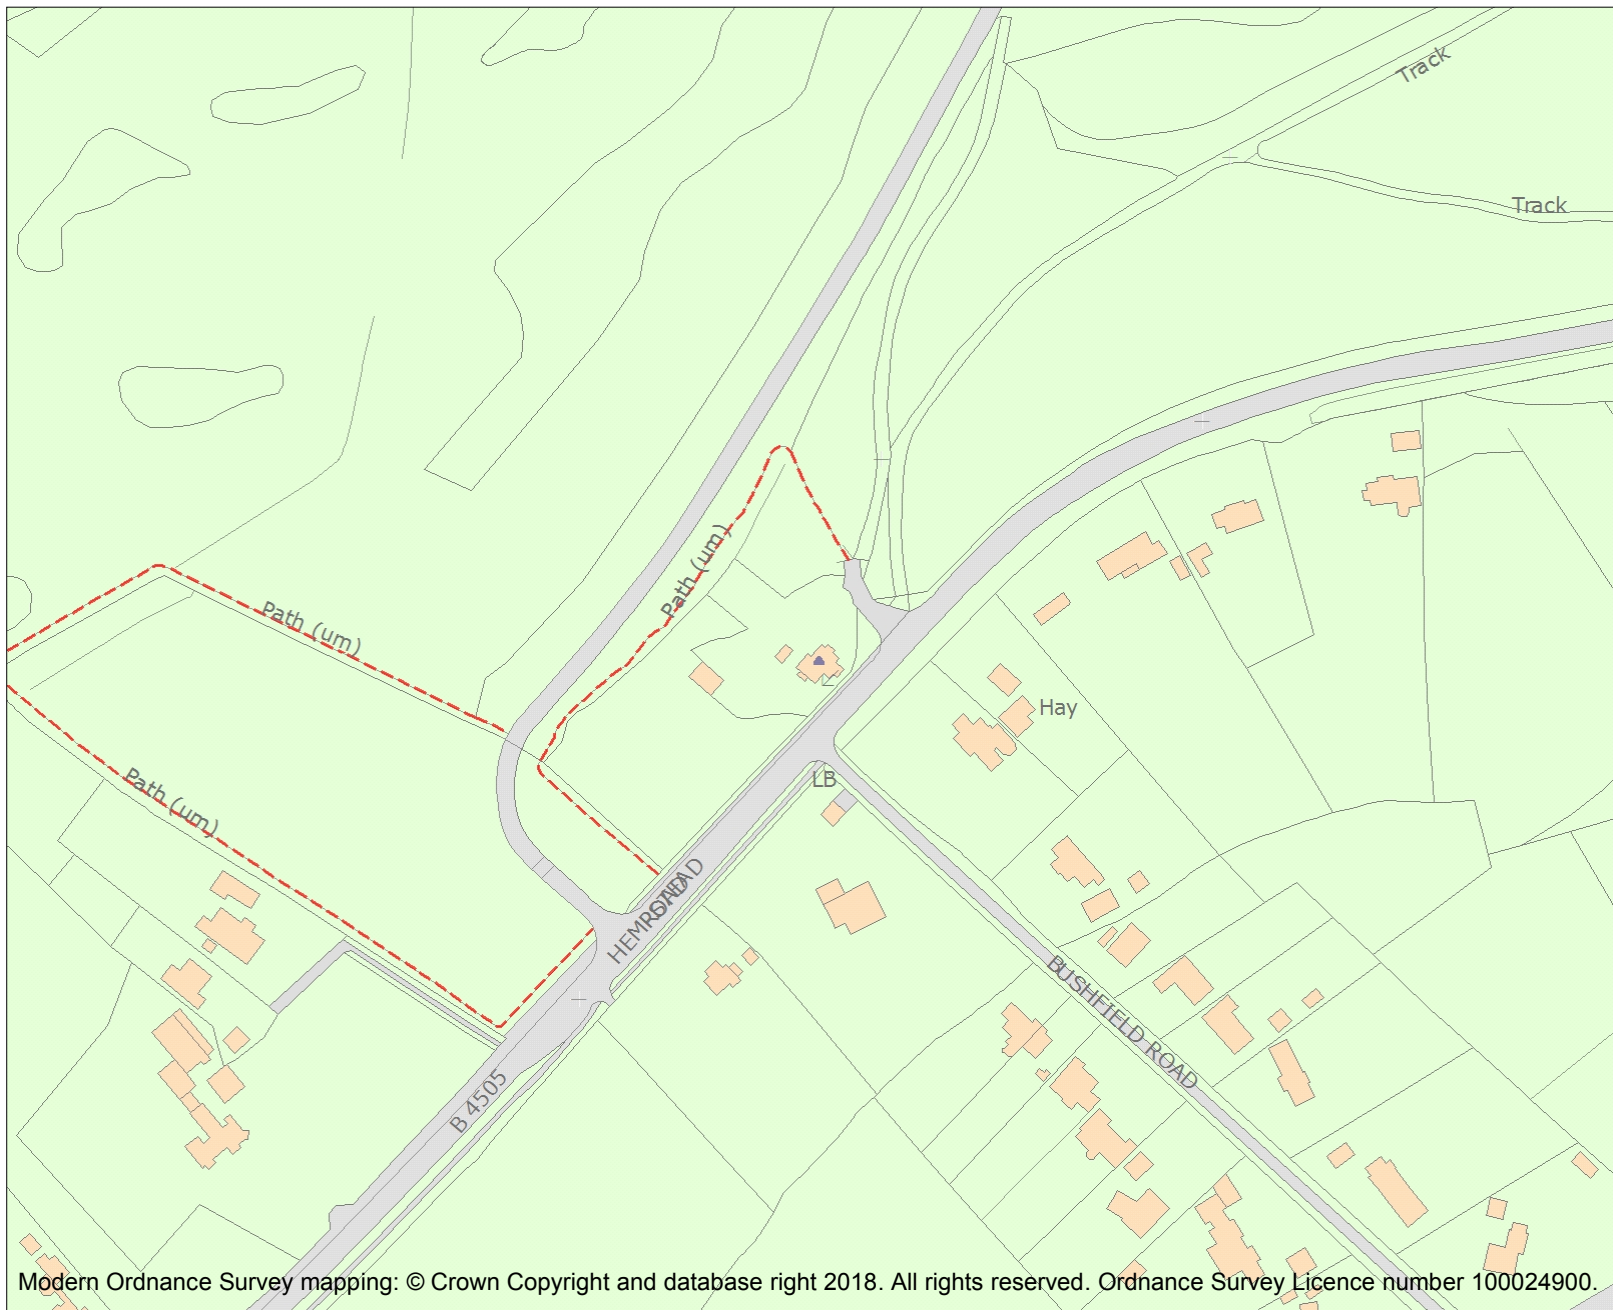 Track
Track
Path (um)
Path (um)
Hay
Path (um)
LB
HEMPSTEAD
ROAD
BUSHFIELD ROAD
B 4505
Modern Ordnance Survey mapping: © Crown Copyright and database right 2018. All rights reserved. Ordnance Survey Licence number 100024900.